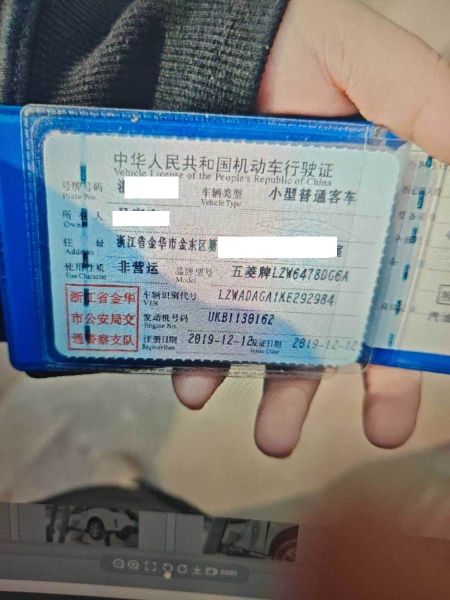 中华人民共和国机动车行驶证
Vehicle License of the People's Republic of China
号牌号码 浙 车辆类型 小型普通客车
Plate No. Vehicle Type
所有人
Owner
住址 浙江省金华市金东区 室
Address
使用性质 非营运 品牌型号 五菱牌LZW6478DG6A
Use Character Model
浙江省金华市公安局交通警察支队
车辆识别代号 LZWADAGA1KE292984
VIN
发动机号码 UKB1130162
Engine No.
注册日期 2019-12-12 发证日期 2019-12-12
Register Date Issue Date